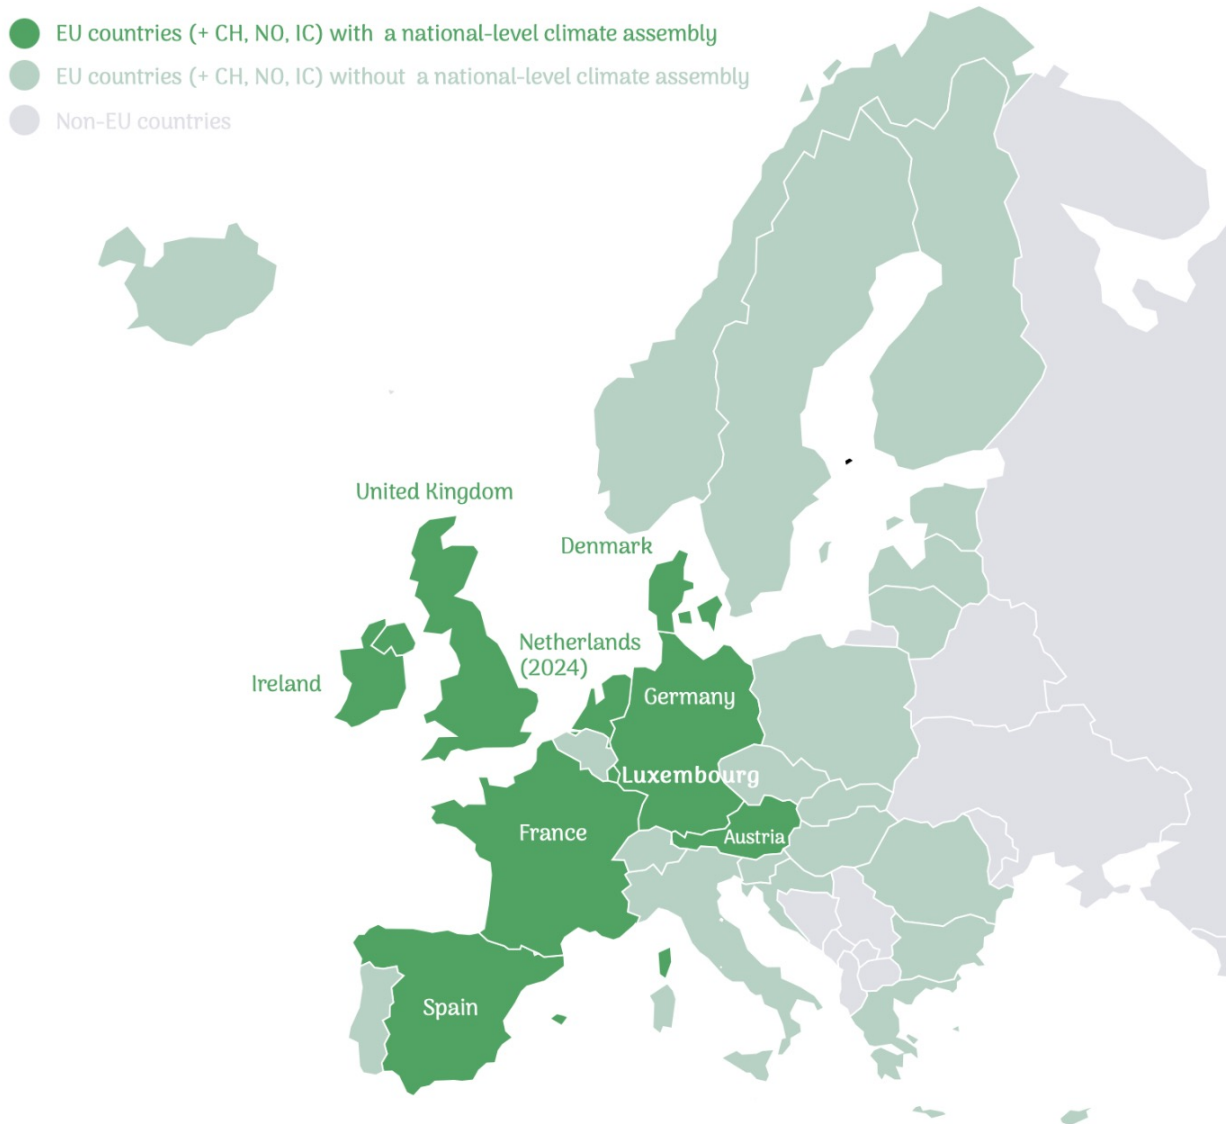 EU countries (+ CH, NO, IC) with a national-level climate assembly
EU countries (+ CH, NO, IC) without a national-level climate assembly
Non-EU countries
United Kingdom
Denmark
Netherlands
(2024)
Ireland
Germany
Luxembourg
France
Austria
Spain